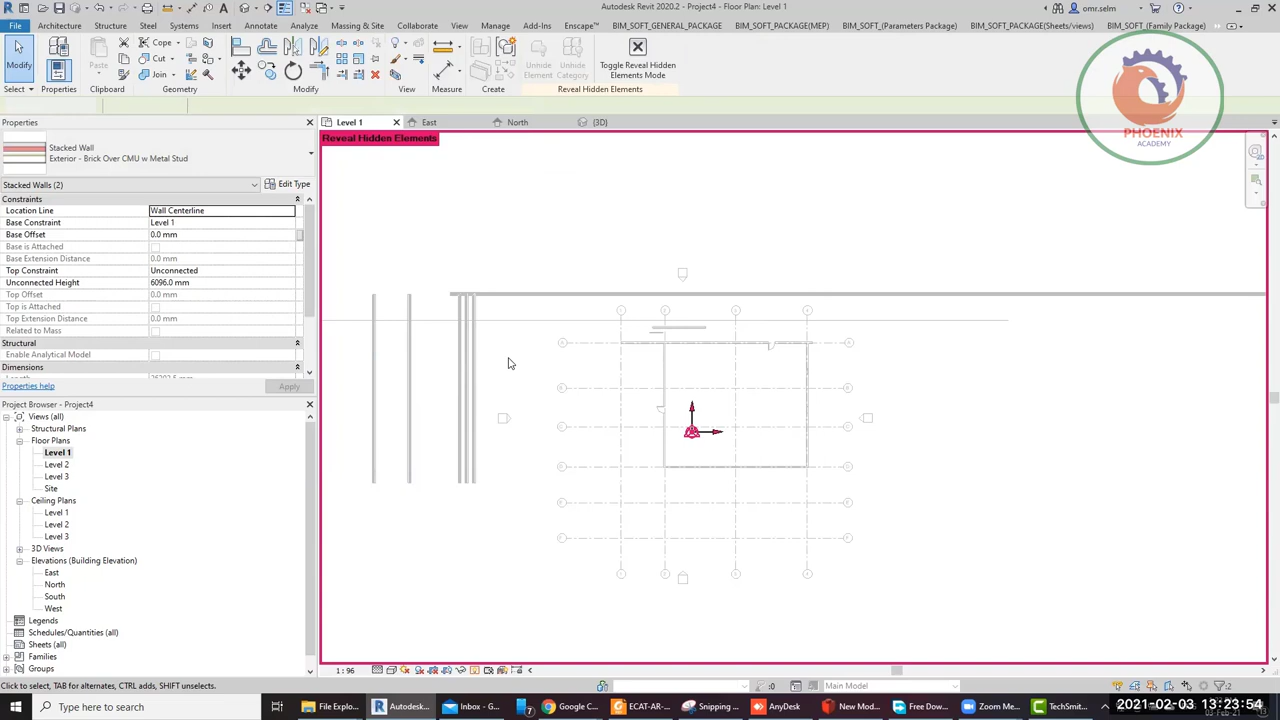 Autodesk Revit 2020.2 - Project4 - Floor Plan: Level 1
omr.selm
File Architecture Structure Steel Systems Insert Annotate Analyze Massing & Site Collaborate View Manage Add-Ins Enscape™ BIM_SOFT_GENERAL_PACKAGE BIM_SOFT_PACKAGE(MEP) BIM_SOFT_PACKAGE(Parameters Package) BIM_SOFT_PACKAGE(Sheets/views) BIM_SOFT_PACKAGE (Family Package)
Modify
Properties
Paste
Cope
Cut
Join
Unhide Element
Unhide Category
Toggle Reveal Hidden Elements Mode
Select Properties Clipboard Geometry Modify View Measure Create Reveal Hidden Elements
PHOENIX
ACADEMY
Properties
Level 1
East
North
{3D}
Reveal Hidden Elements
Stacked Wall
Exterior - Brick Over CMU w Metal Stud
Stacked Walls (2)
Edit Type
Constraints
Location Line Wall Centerline
Base Constraint Level 1
Base Offset 0.0 mm
Base is Attached
Base Extension Distance 0.0 mm
Top Constraint Unconnected
Unconnected Height 6096.0 mm
Top Offset 0.0 mm
Top is Attached
Top Extension Distance 0.0 mm
Related to Mass
Structural
Enable Analytical Model
Dimensions
Properties help
Apply
Project Browser - Project4
Views (all)
Structural Plans
Floor Plans
Level 1
Level 2
Level 3
Site
Ceiling Plans
Level 1
Level 2
Level 3
3D Views
Elevations (Building Elevation)
East
North
South
West
Legends
Schedules/Quantities (all)
Sheets (all)
Families
Groups
1 : 96
Click to select, TAB for alternates, CTRL adds, SHIFT unselects.
:0
Main Model
:2
Type here to search
File Explo...
Autodesk...
Inbox - G...
7
Google C...
ECAT-AR-...
Snipping ...
AnyDesk
New Mod...
Free Dow...
Zoom Me...
TechSmit...
2021-02-03 13:23:54